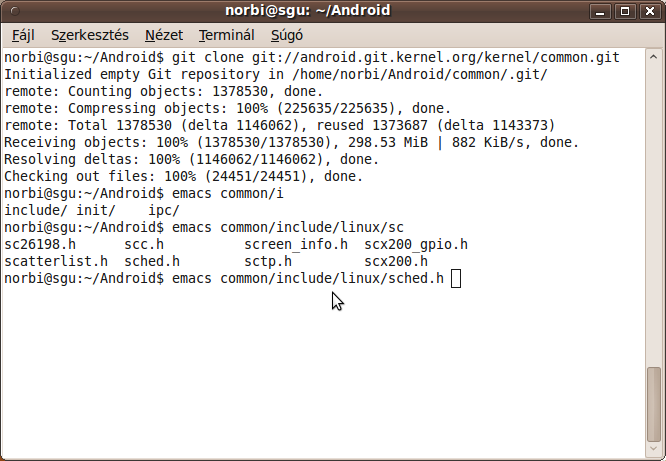 norbi@sgu: ~/Android
Fájl Szerkesztés Nézet Terminál Súgó
norbi@sgu:~/Android$ git clone git://android.git.kernel.org/kernel/common.git
Initialized empty Git repository in /home/norbi/Android/common/.git/
remote: Counting objects: 1378530, done.
remote: Compressing objects: 100% (225635/225635), done.
remote: Total 1378530 (delta 1146062), reused 1373687 (delta 1143373)
Receiving objects: 100% (1378530/1378530), 298.53 MiB | 882 KiB/s, done.
Resolving deltas: 100% (1146062/1146062), done.
Checking out files: 100% (24451/24451), done.
norbi@sgu:~/Android$ emacs common/i
include/ init/    ipc/
norbi@sgu:~/Android$ emacs common/include/linux/sc
sc26198.h      scc.h          screen_info.h  scx200_gpio.h
scatterlist.h  sched.h        sctp.h         scx200.h
norbi@sgu:~/Android$ emacs common/include/linux/sched.h